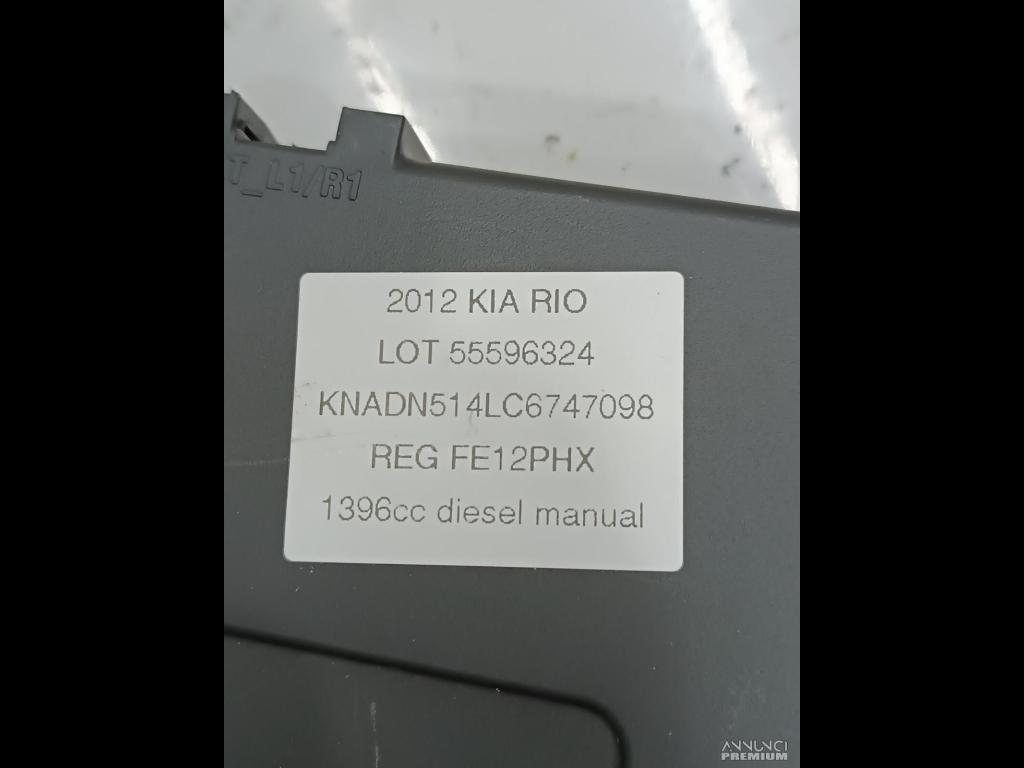 T_L1/R1
2012 KIA RIO
LOT 55596324
KNADN514LC6747098
REG FE12PHX
1396cc diesel manual
ANNUNCI
PREMIUM